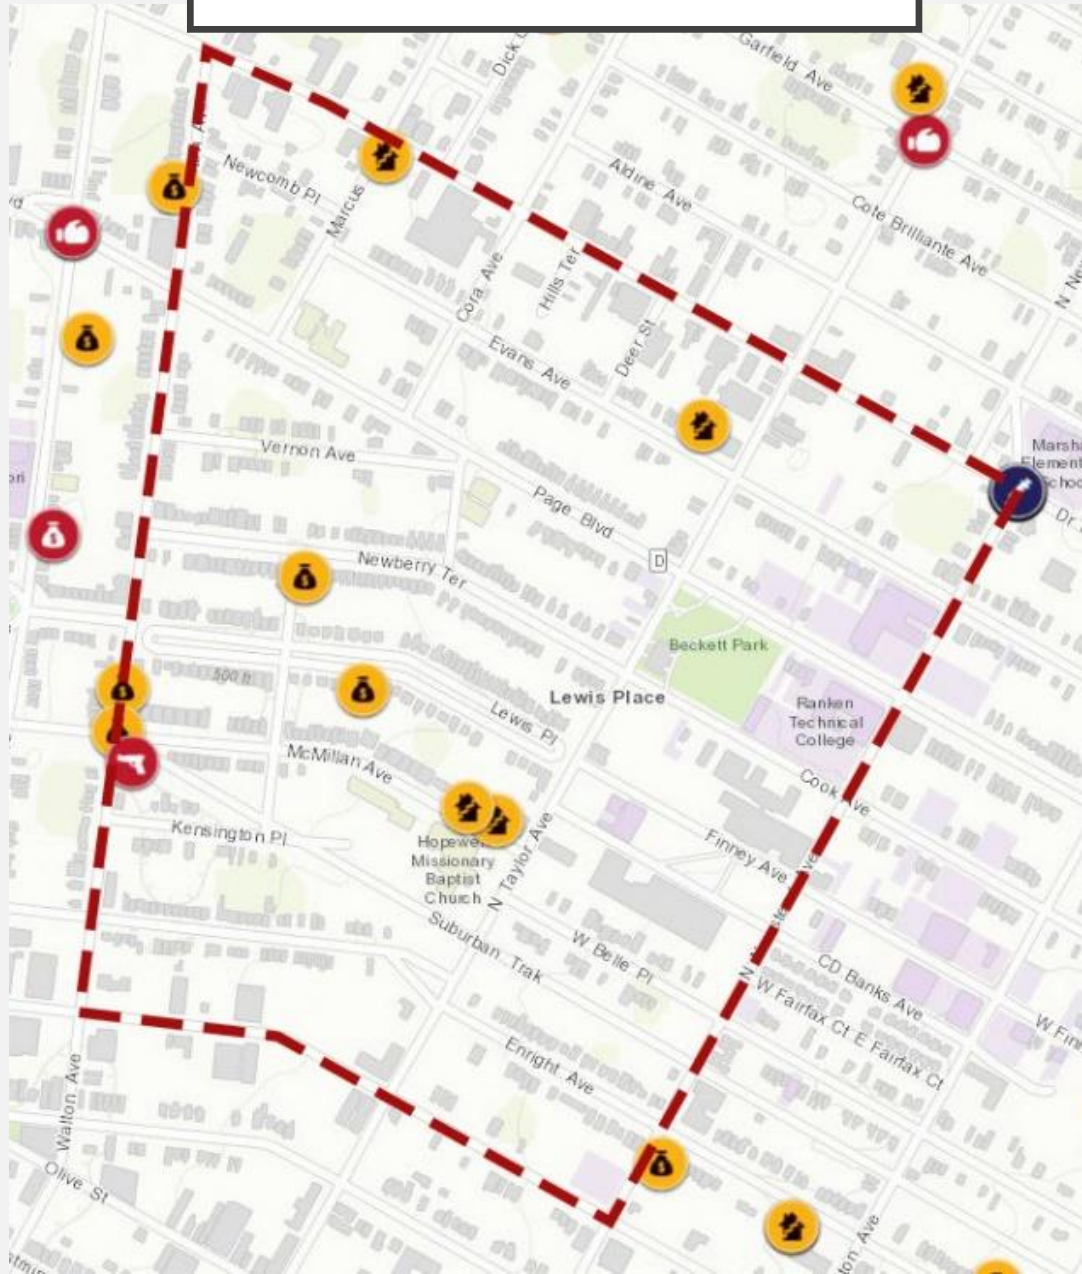 Garfield Ave
Aldine Ave
Cote Brilliante Ave
Newcomb Pl
Marcus
Cora Ave
Hills Ter
Deer St
Evans Ave
Vernon Ave
Page Blvd
D
Newberry Ter
Beckett Park
500 ft
Lewis Place
Ranken
Technical
College
Lewis Pl
McMillan Ave
Cook Ave
Kensington Pl
Finney Ave
Missionary
Baptist
Church
N Taylor Ave
Suburban Trak
W Belle Pl
CD Banks Ave
W Fairfax Ct
E Fairfax Ct
Enright Ave
Walton Ave
Olive St